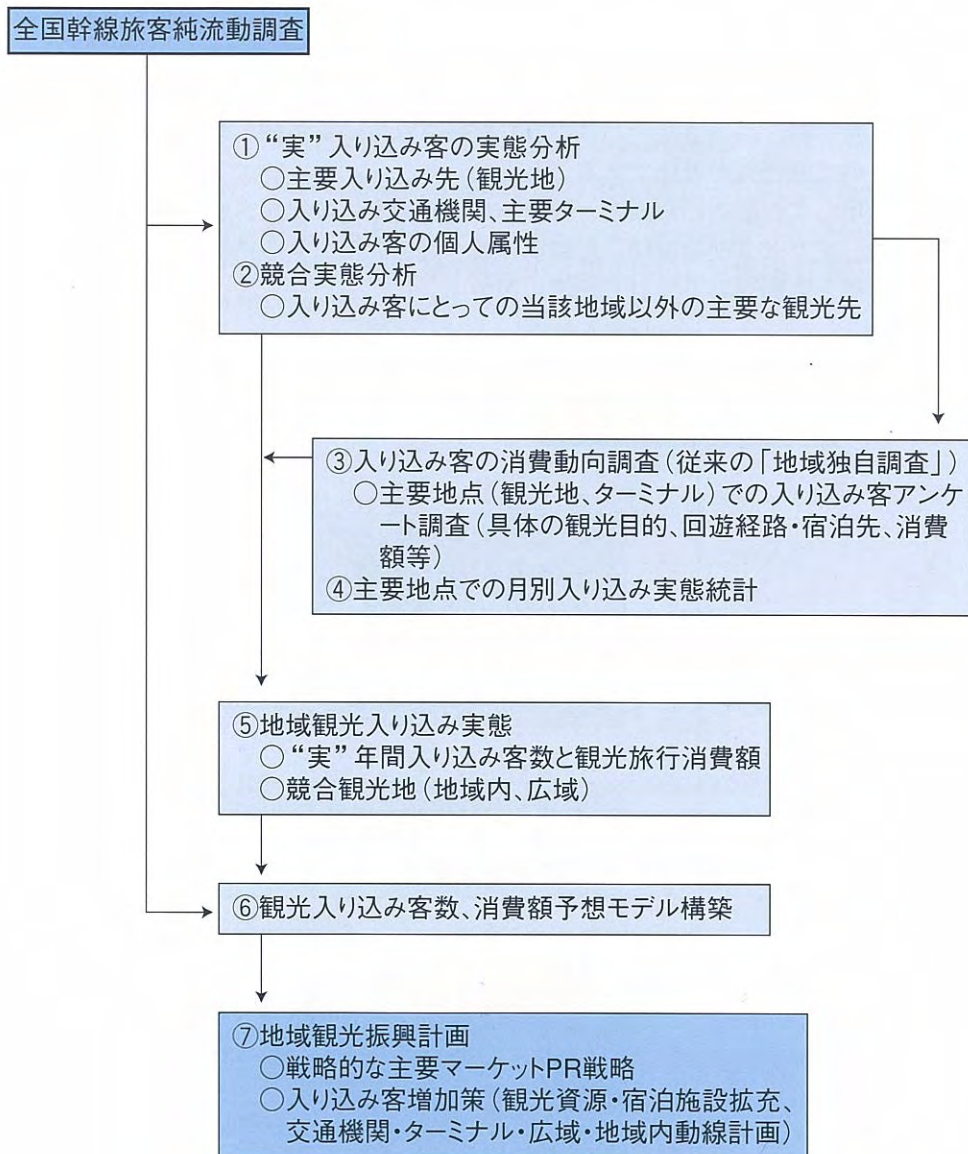 全国幹線旅客純流動調査
①“実”入り込み客の実態分析
○主要入り込み先(観光地)
○入り込み交通機関、主要ターミナル
○入り込み客の個人属性
②競合実態分析
○入り込み客にとっての当該地域以外の主要な観光先
③入り込み客の消費動向調査(従来の「地域独自調査」)
○主要地点(観光地、ターミナル)での入り込み客アンケ
ート調査(具体の観光目的、回遊経路・宿泊先、消費
額等)
④主要地点での月別入り込み実態統計
⑤地域観光入り込み実態
○“実”年間入り込み客数と観光旅行消費額
○競合観光地(地域内、広域)
⑥観光入り込み客数、消費額予想モデル構築
⑦地域観光振興計画
○戦略的な主要マーケットPR戦略
○入り込み客増加策(観光資源・宿泊施設拡充、
交通機関・ターミナル・広域・地域内動線計画)